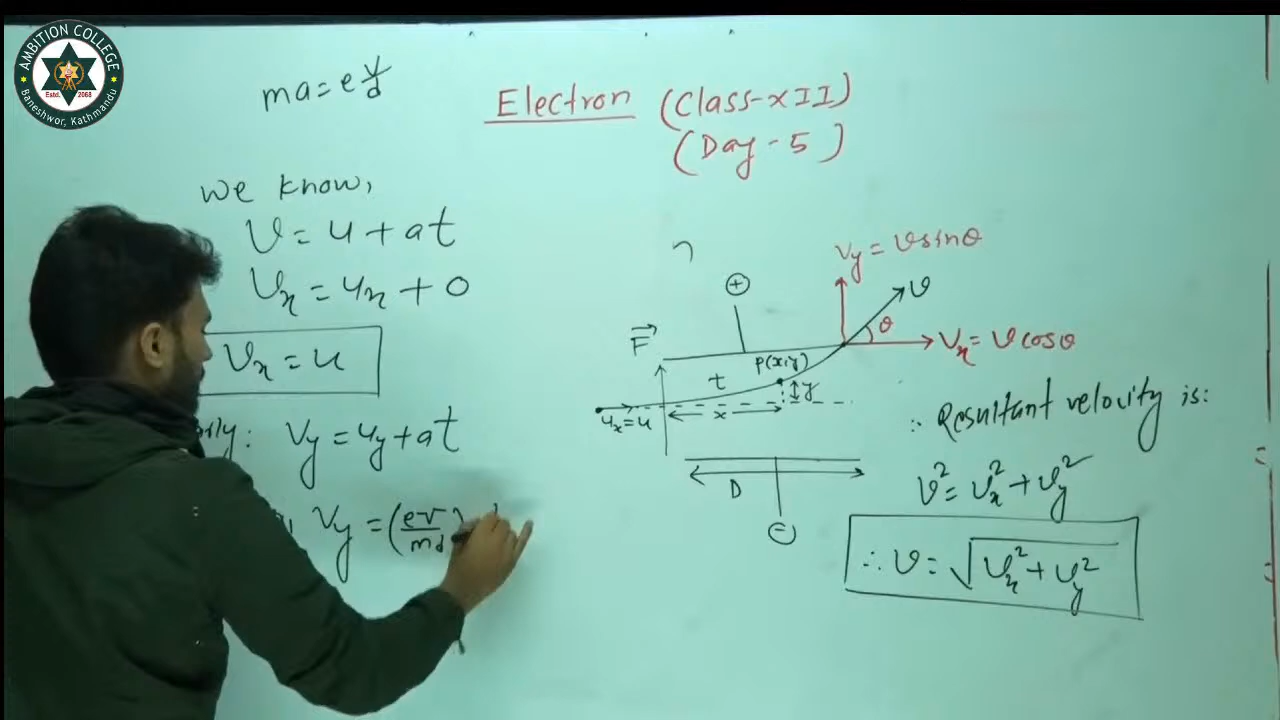 AMBITION COLLEGE
Estd. 2068
Baneshwor, Kathmandu
ma = e V/d
Electron (Class-XII)
(Day-5)
We know,
v = u + at
vx = ux + 0
vx = u
vy = uy + at
vy = (eV/md)
F
+
P(x,y)
t
x
y
ux = u
D
-
vy = v sinθ
v
θ
vx = v cosθ
∴ Resultant velocity is:
v² = vx² + vy²
∴ v = √(vx² + vy²)